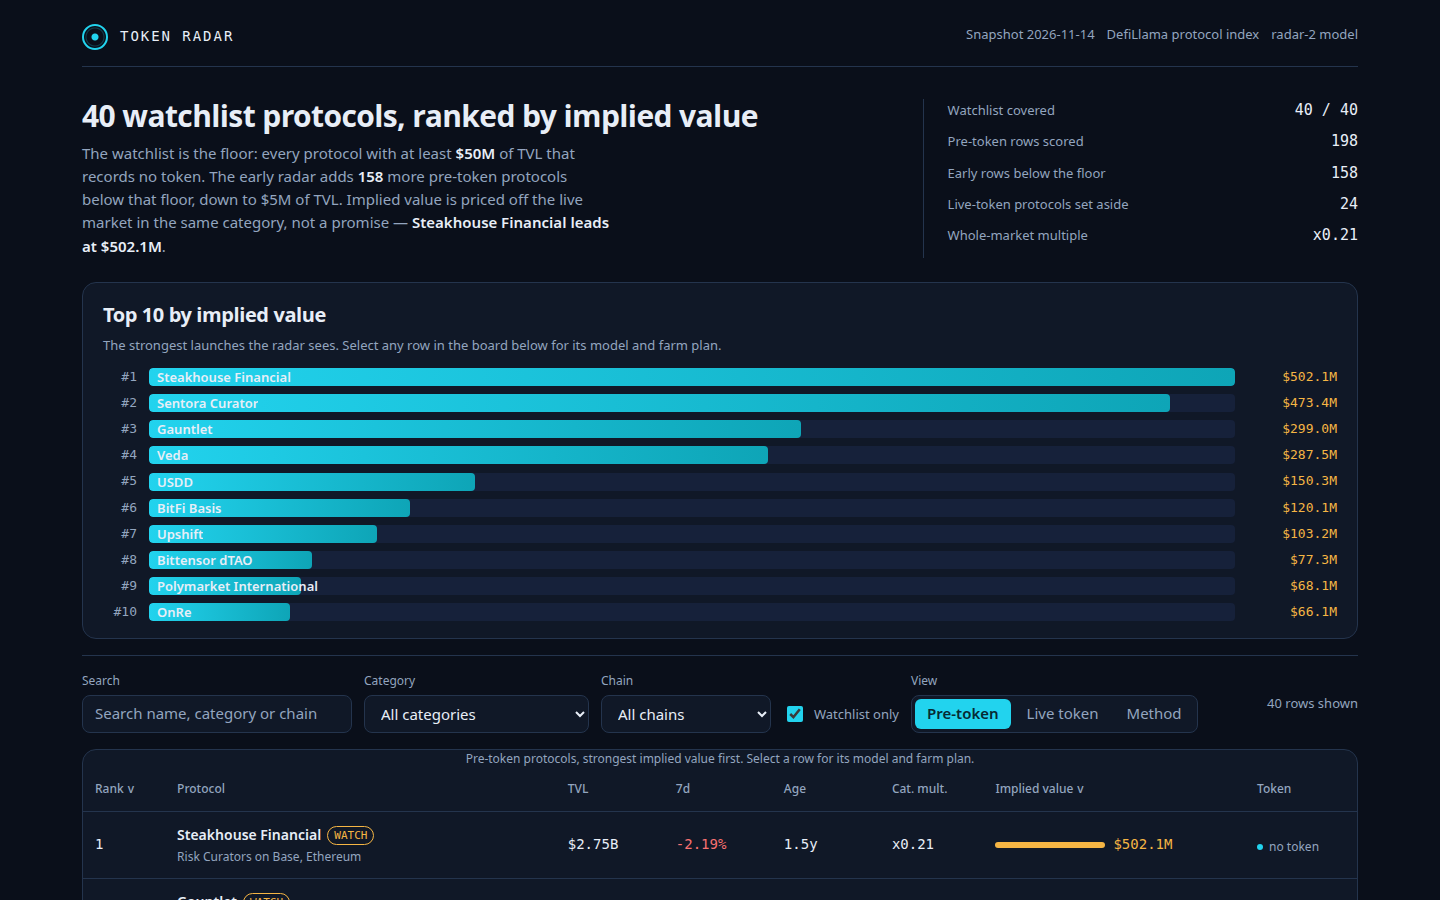 TOKEN RADAR
Snapshot 2026-11-14 DefiLlama protocol index radar-2 model
40 watchlist protocols, ranked by implied value
The watchlist is the floor: every protocol with at least $50M of TVL that
records no token. The early radar adds 158 more pre-token protocols
below that floor, down to $5M of TVL. Implied value is priced off the live
market in the same category, not a promise — Steakhouse Financial leads
at $502.1M.
Watchlist covered 40 / 40
Pre-token rows scored 198
Early rows below the floor 158
Live-token protocols set aside 24
Whole-market multiple x0.21
Top 10 by implied value
The strongest launches the radar sees. Select any row in the board below for its model and farm plan.
#1 Steakhouse Financial $502.1M
#2 Sentora Curator $473.4M
#3 Gauntlet $299.0M
#4 Veda $287.5M
#5 USDD $150.3M
#6 BitFi Basis $120.1M
#7 Upshift $103.2M
#8 Bittensor dTAO $77.3M
#9 Polymarket International $68.1M
#10 OnRe $66.1M
Search Category Chain View
Search name, category or chain All categories All chains Watchlist only Pre-token Live token Method 40 rows shown
Pre-token protocols, strongest implied value first. Select a row for its model and farm plan.
Rank v Protocol TVL 7d Age Cat. mult. Implied value v Token
1 Steakhouse Financial WATCH $2.75B -2.19% 1.5y x0.21 $502.1M no token
Risk Curators on Base, Ethereum